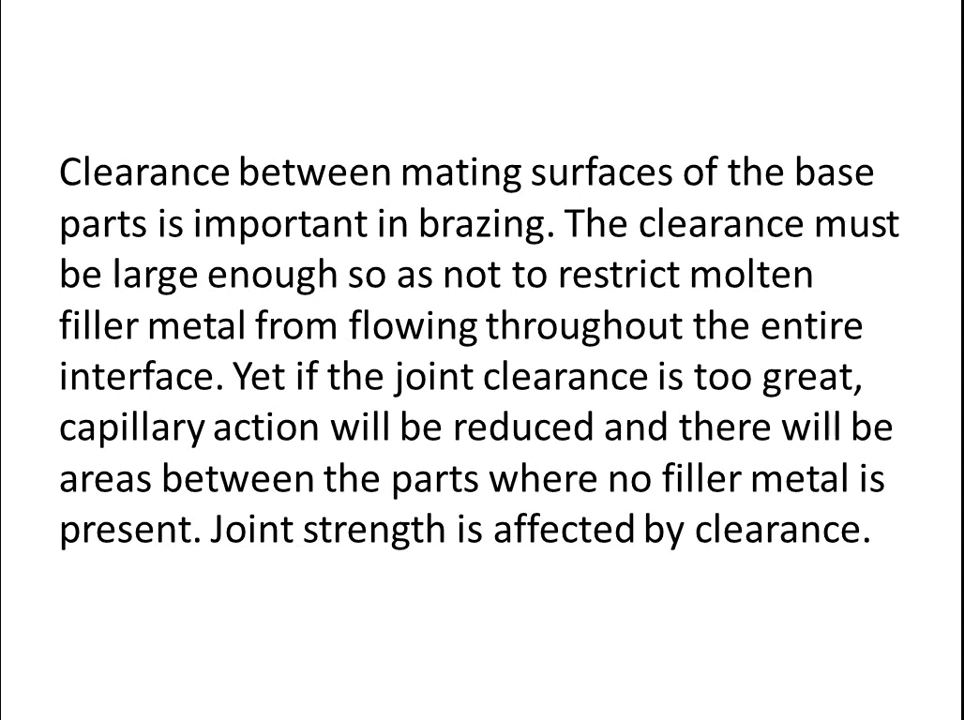 Clearance between mating surfaces of the base
parts is important in brazing. The clearance must
be large enough so as not to restrict molten
filler metal from flowing throughout the entire
interface. Yet if the joint clearance is too great,
capillary action will be reduced and there will be
areas between the parts where no filler metal is
present. Joint strength is affected by clearance.